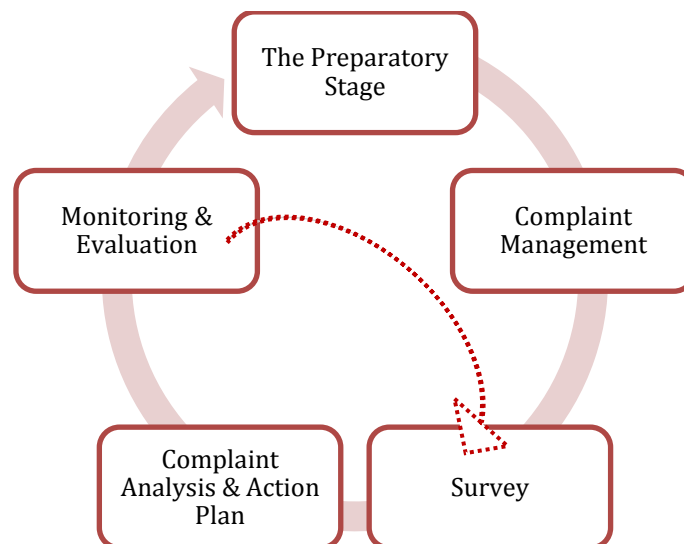 The Preparatory
Stage
Complaint
Management
Survey
Complaint
Analysis & Action
Plan
Monitoring &
Evaluation